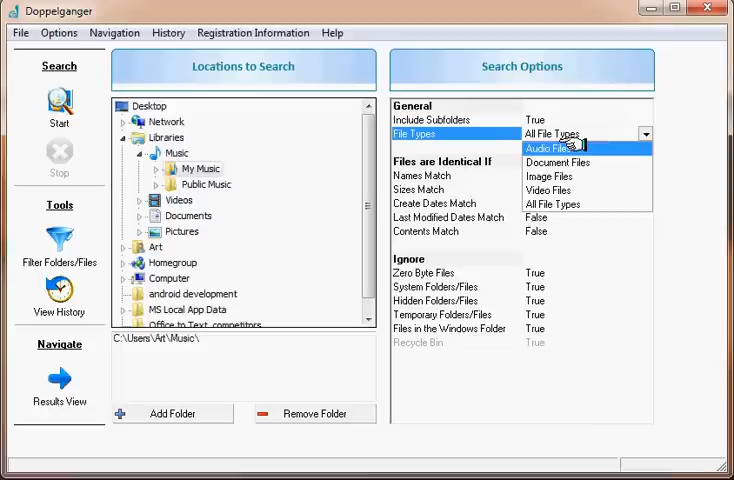 Doppelganger
File Options Navigation History Registration Information Help
Search
Start
Stop
Tools
Filter Folders/Files
View History
Navigate
Results View
Locations to Search
Desktop
Network
Libraries
Music
My Music
Public Music
Videos
Documents
Pictures
Art
Homegroup
Computer
android development
MS Local App Data
Office to Text competitors
C:\Users\Art\Music\
Add Folder Remove Folder
Search Options
General
Include Subfolders True
File Types All File Types
Audio Files
Document Files
Image Files
Video Files
All File Types
Files are Identical If
Names Match
Sizes Match
Create Dates Match
Last Modified Dates Match False
Contents Match False
Ignore
Zero Byte Files True
System Folders/Files True
Hidden Folders/Files True
Temporary Folders/Files True
Files in the Windows Folder True
Recycle Bin True